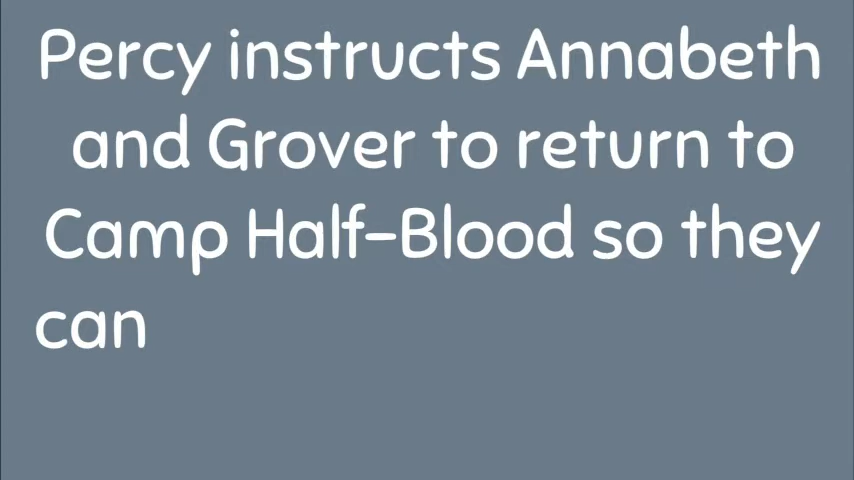 Percy instructs Annabeth
and Grover to return to
Camp Half-Blood so they
can